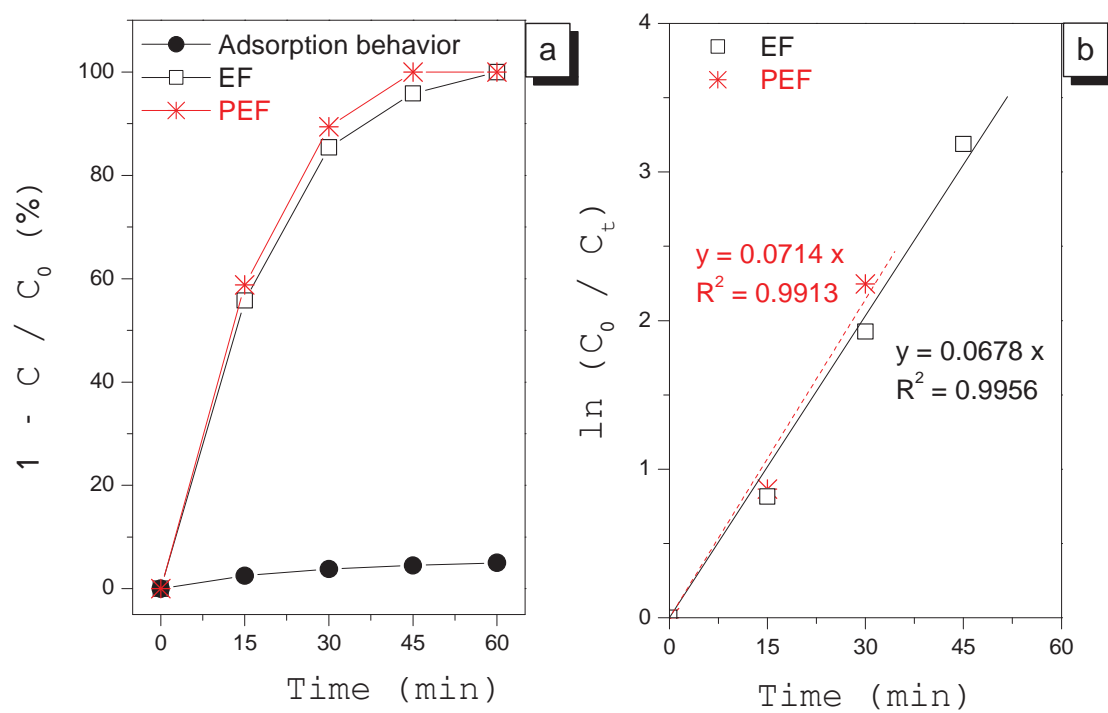 a
Adsorption behavior
EF
PEF
100
80
60
40
20
0
1 - C / C₀ (%)
0 15 30 45 60
Time (min)
b
EF
PEF
4
3
2
1
0
ln (C₀ / Cₜ)
y = 0.0714 x
R² = 0.9913
y = 0.0678 x
R² = 0.9956
0 15 30 45 60
Time (min)